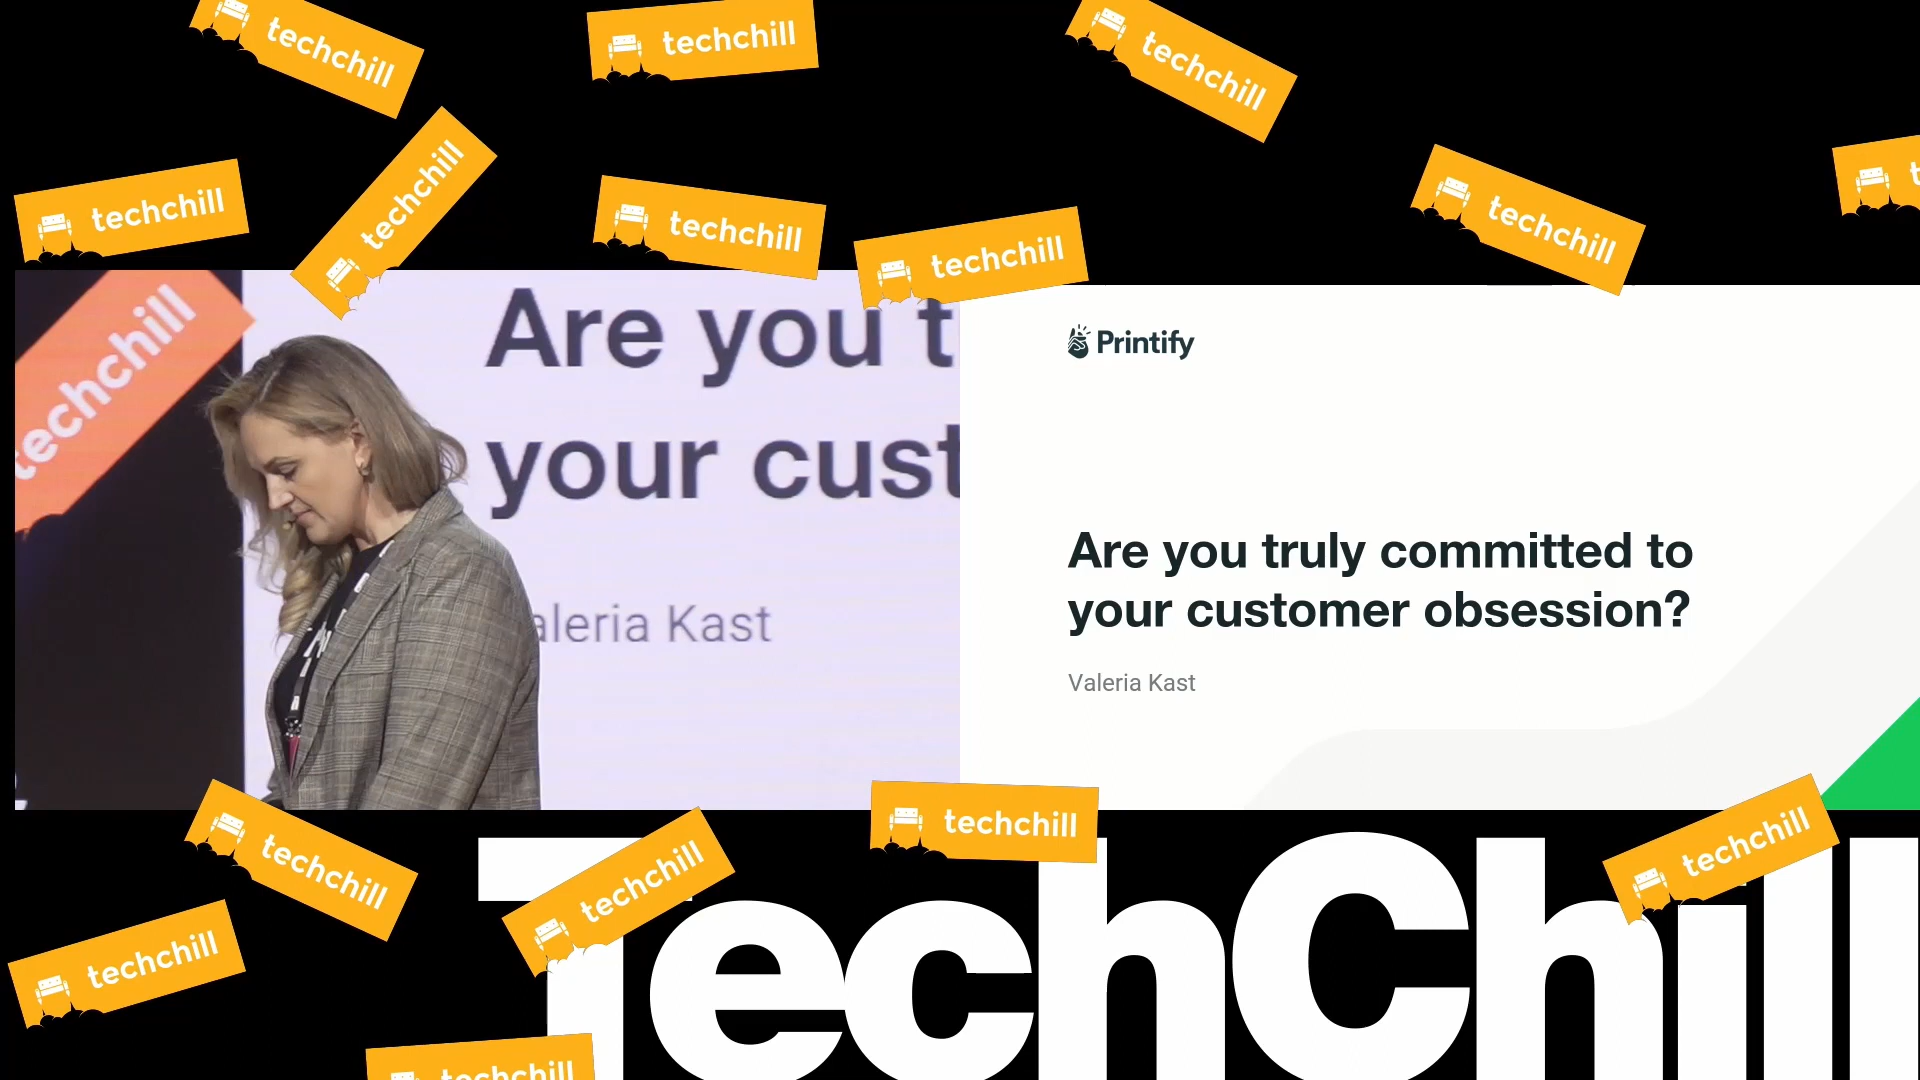 techchill
techchill
techchill
techchill
techchill
techchill
techchill
techchill
t
techchill
Are you t
your cust
aleria Kast
Printify
Are you truly committed to
your customer obsession?
Valeria Kast
techchill
techchill
techchill
techchill
techchill
techchill
TechChill